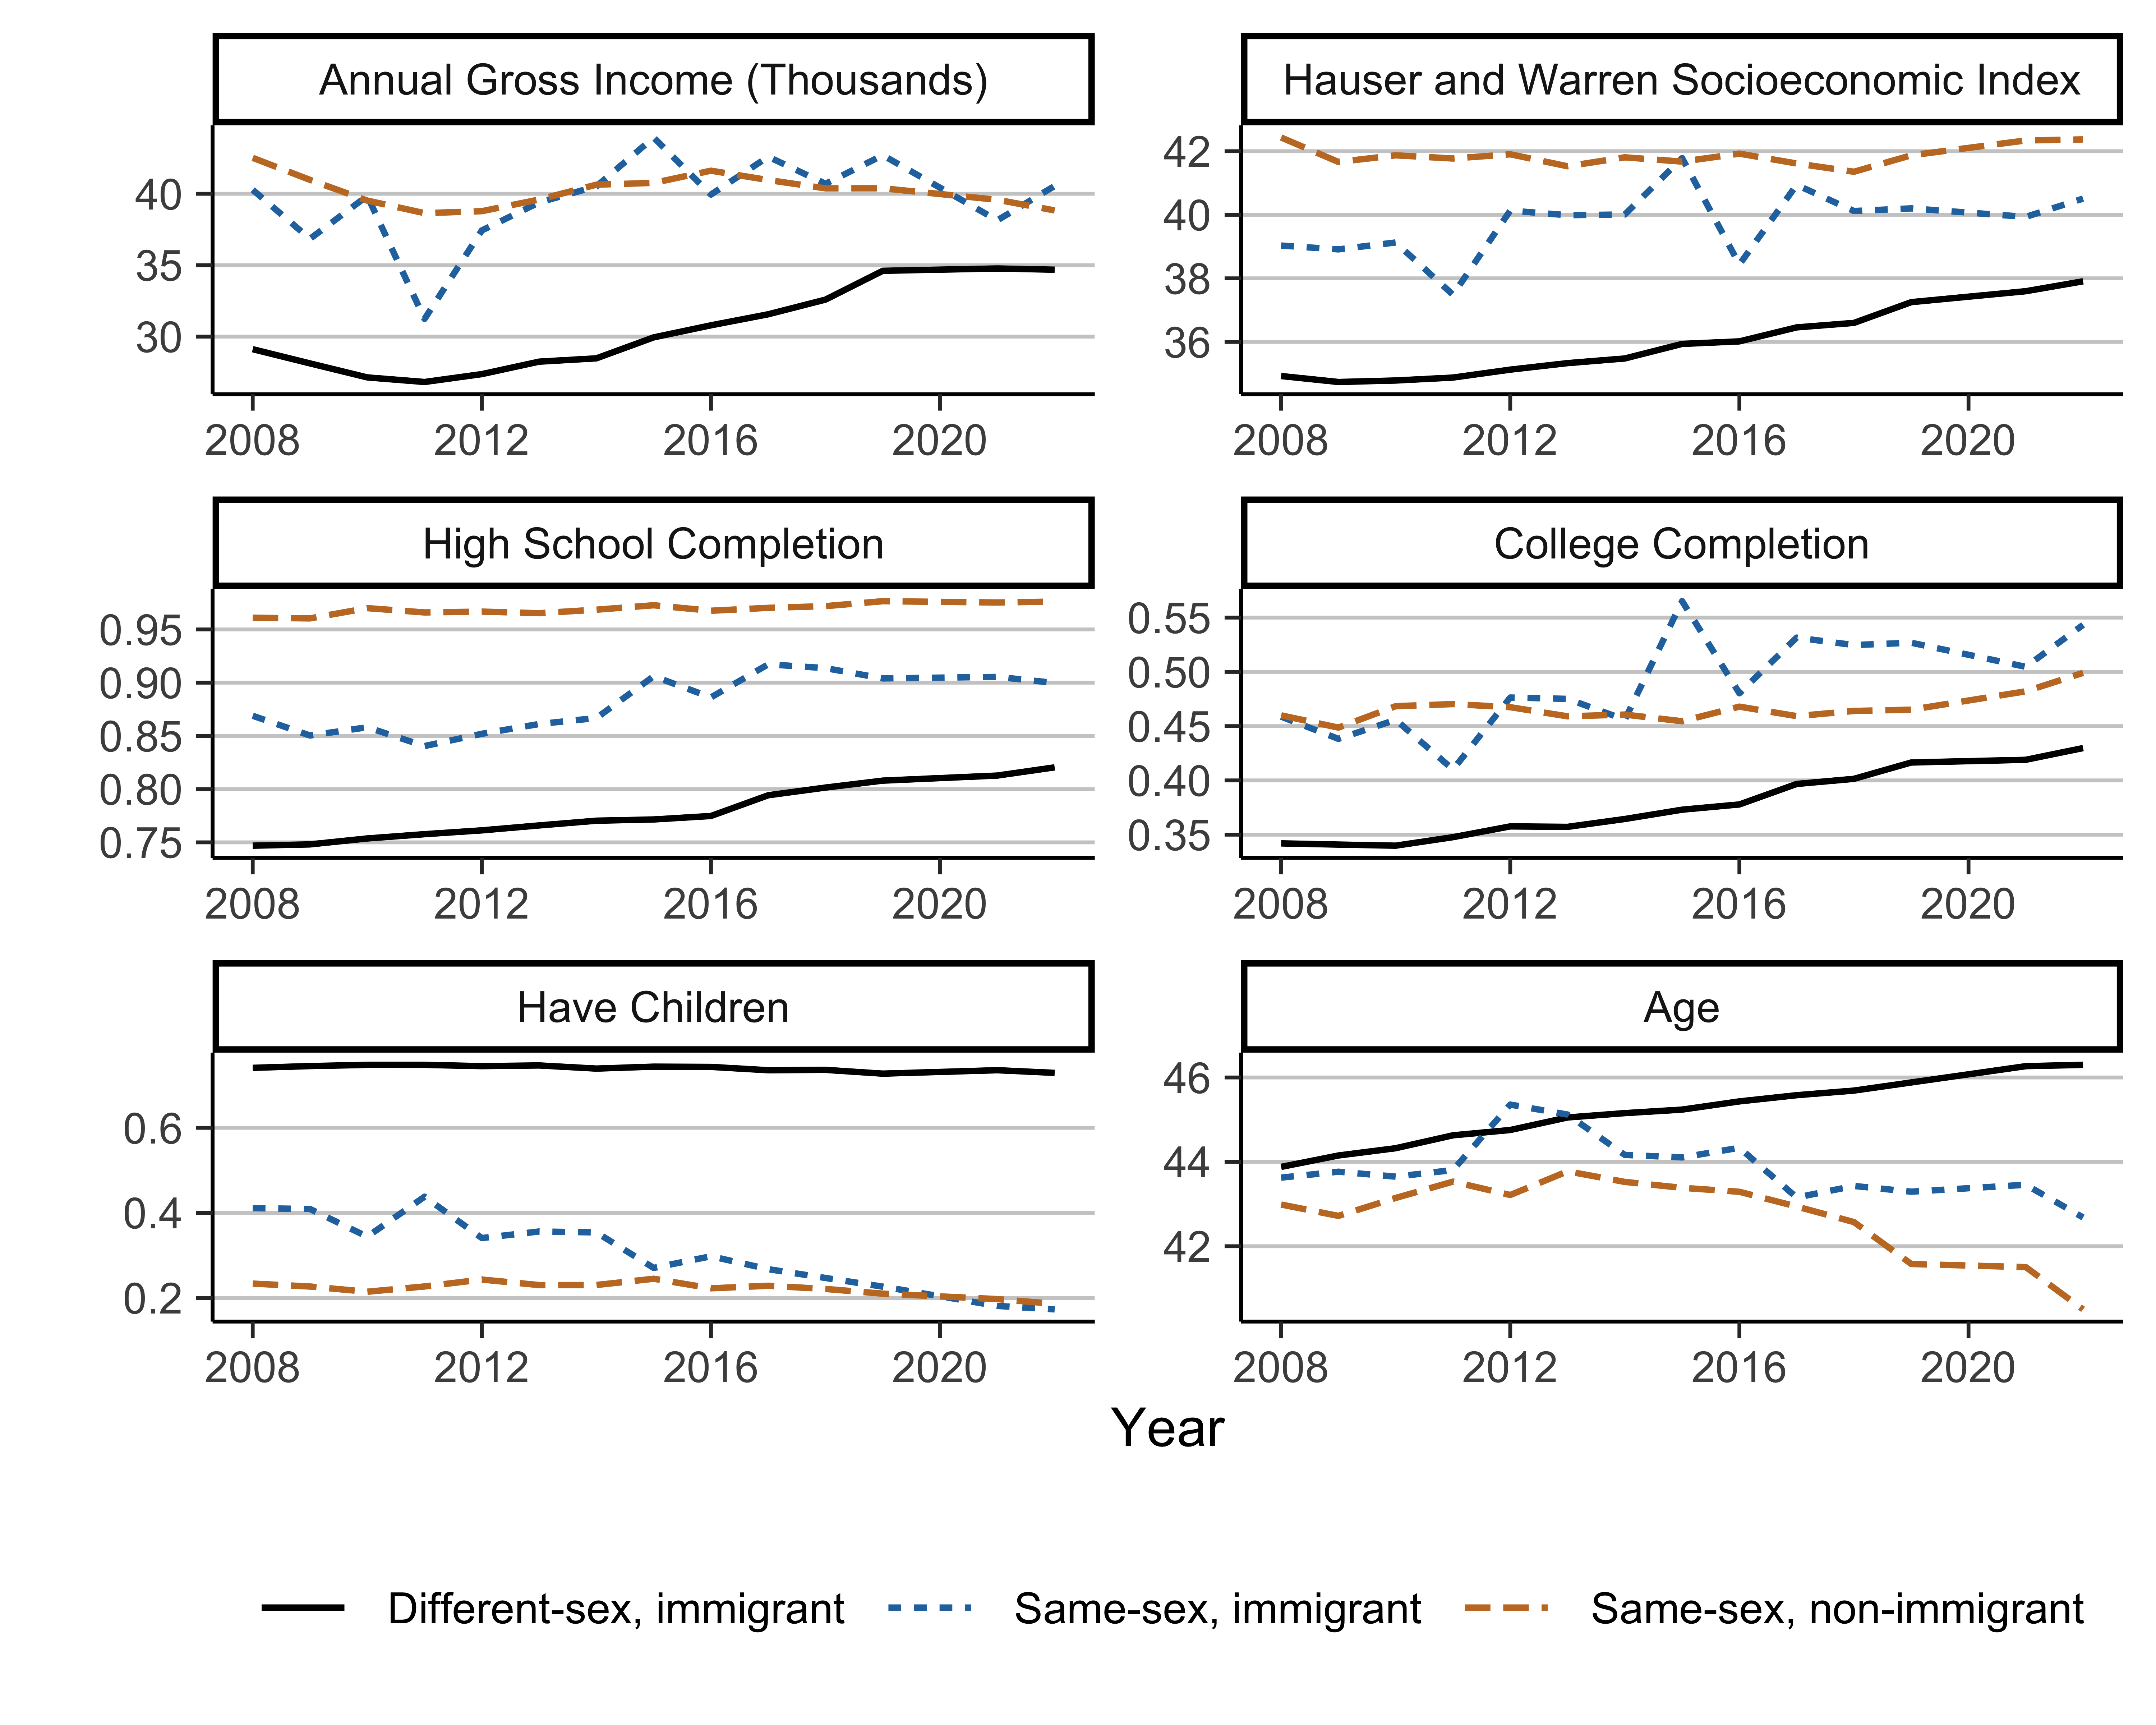 Annual Gross Income (Thousands)
40
35
30
2008 2012 2016 2020
Hauser and Warren Socioeconomic Index
42
40
38
36
2008 2012 2016 2020
High School Completion
0.95
0.90
0.85
0.80
0.75
2008 2012 2016 2020
College Completion
0.55
0.50
0.45
0.40
0.35
2008 2012 2016 2020
Have Children
0.6
0.4
0.2
2008 2012 2016 2020
Age
46
44
42
2008 2012 2016 2020
Year
Different-sex, immigrant Same-sex, immigrant Same-sex, non-immigrant